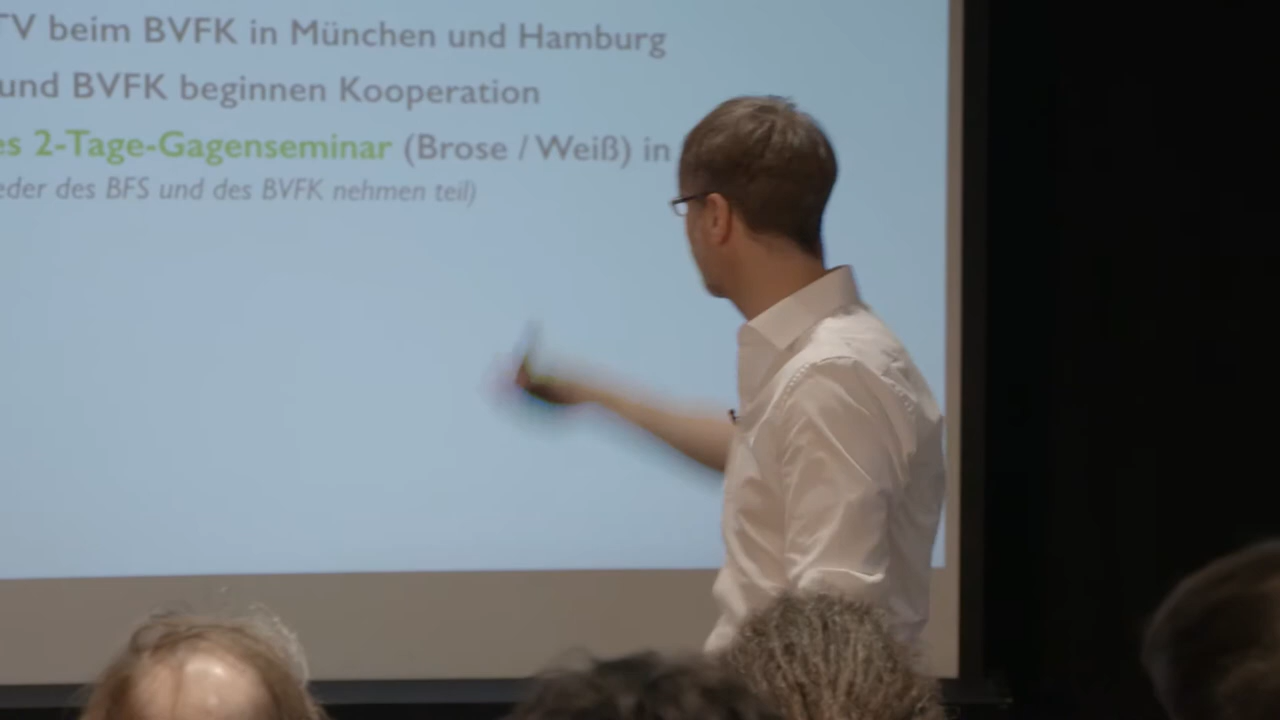 TV beim BVFK in München und Hamburg
und BVFK beginnen Kooperation
es 2-Tage-Gagenseminar (Brose / Weiß) in
eder des BFS und des BVFK nehmen teil)